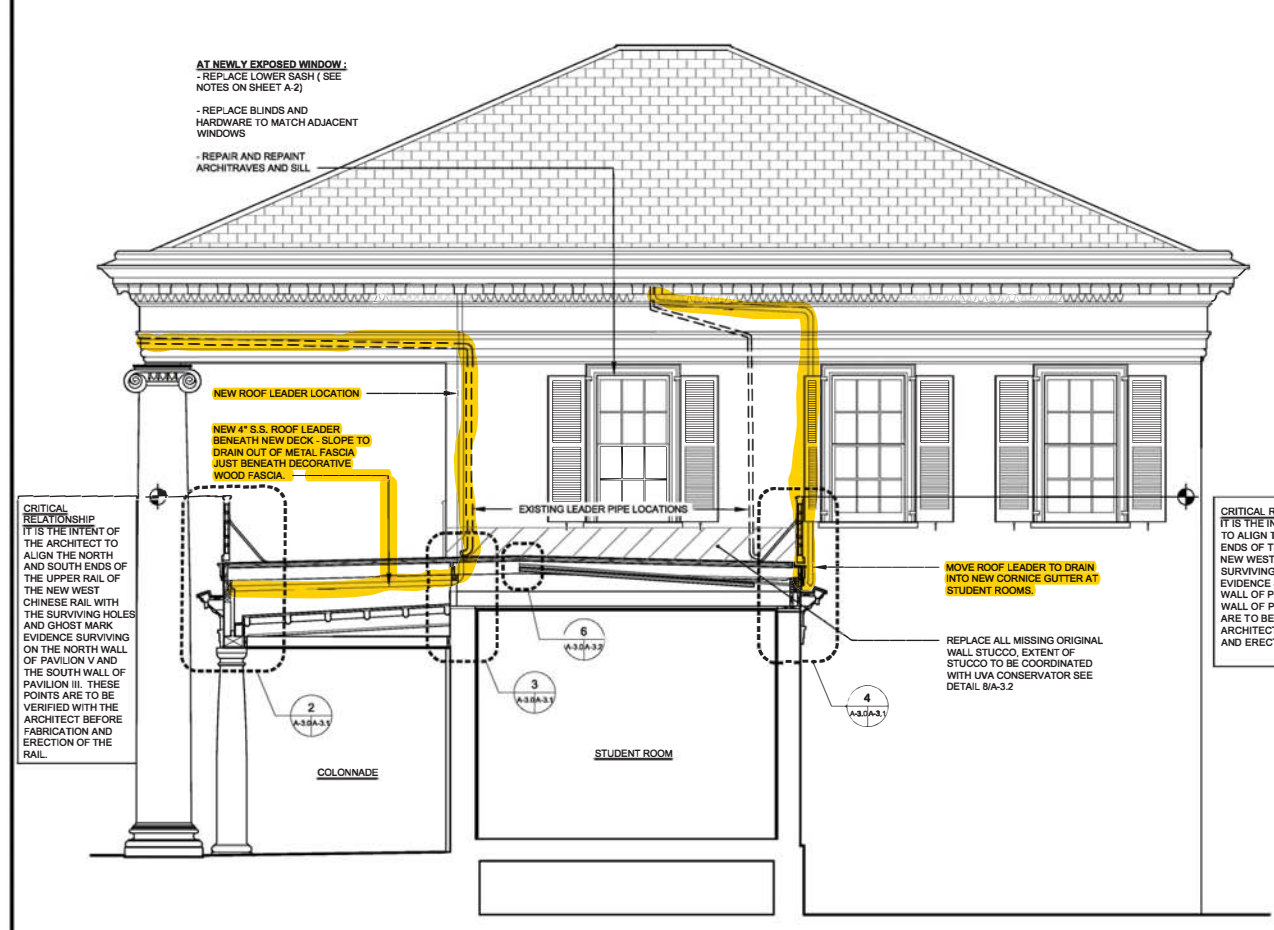 AT NEWLY EXPOSED WINDOW :
- REPLACE LOWER SASH ( SEE
NOTES ON SHEET A-2)
- REPLACE BLINDS AND
HARDWARE TO MATCH ADJACENT
WINDOWS
- REPAIR AND REPAINT
ARCHITRAVES AND SILL
NEW ROOF LEADER LOCATION
NEW 4" S.S. ROOF LEADER
BENEATH NEW DECK - SLOPE TO
DRAIN OUT OF METAL FASCIA
JUST BENEATH DECORATIVE
WOOD FASCIA.
CRITICAL
RELATIONSHIP
IT IS THE INTENT OF
THE ARCHITECT TO
ALIGN THE NORTH
AND SOUTH ENDS OF
THE UPPER RAIL OF
THE NEW WEST
CHINESE RAIL WITH
THE SURVIVING HOLES
AND GHOST MARK
EVIDENCE SURVIVING
ON THE NORTH WALL
OF PAVILION V AND
THE SOUTH WALL OF
PAVILION III. THESE
POINTS ARE TO BE
VERIFIED WITH THE
ARCHITECT BEFORE
FABRICATION AND
ERECTION OF THE
RAIL.
EXISTING LEADER PIPE LOCATIONS
MOVE ROOF LEADER TO DRAIN
INTO NEW CORNICE GUTTER AT
STUDENT ROOMS.
REPLACE ALL MISSING ORIGINAL
WALL STUCCO, EXTENT OF
STUCCO TO BE COORDINATED
WITH UVA CONSERVATOR SEE
DETAIL 8/A-3.2
2
A-3.0 A-3.1
3
A-3.0 A-3.1
6
A-3.0 A-3.2
4
A-3.0 A-3.1
COLONNADE
STUDENT ROOM
CRITICAL R
IT IS THE IN
TO ALIGN T
ENDS OF T
NEW WEST
SURVIVING
EVIDENCE
WALL OF P
WALL OF P
ARE TO BE
ARCHITECT
AND ERECT